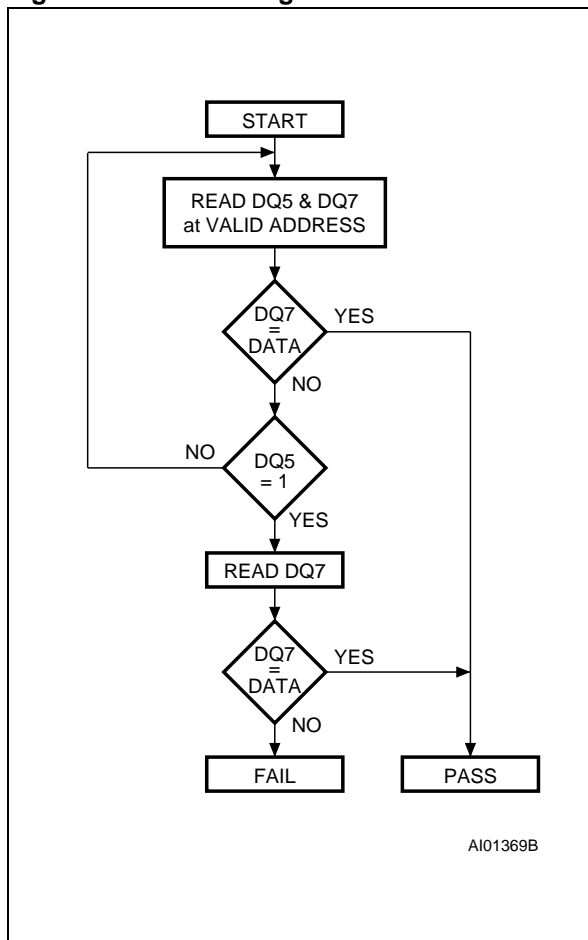 START
READ DQ5 & DQ7
at VALID ADDRESS
DQ7
=
DATA
YES
NO
NO
DQ5
= 1
YES
READ DQ7
DQ7
=
DATA
YES
NO
FAIL
PASS
AI01369B